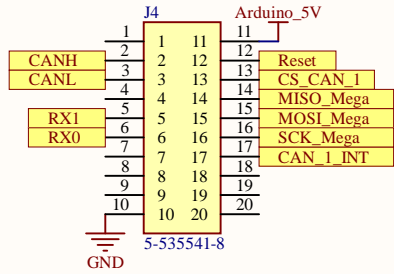 J4 Arduino_5V
1 1 11 11
CANH 2 2 12 12 Reset
CANL 3 3 13 13 CS_CAN_1
4 4 14 14 MISO_Mega
RX1 5 5 15 15 MOSI_Mega
RX0 6 6 16 16 SCK_Mega
7 7 17 17 CAN_1_INT
8 8 18 18
9 9 19 19
10 10 20 20
5-535541-8
GND